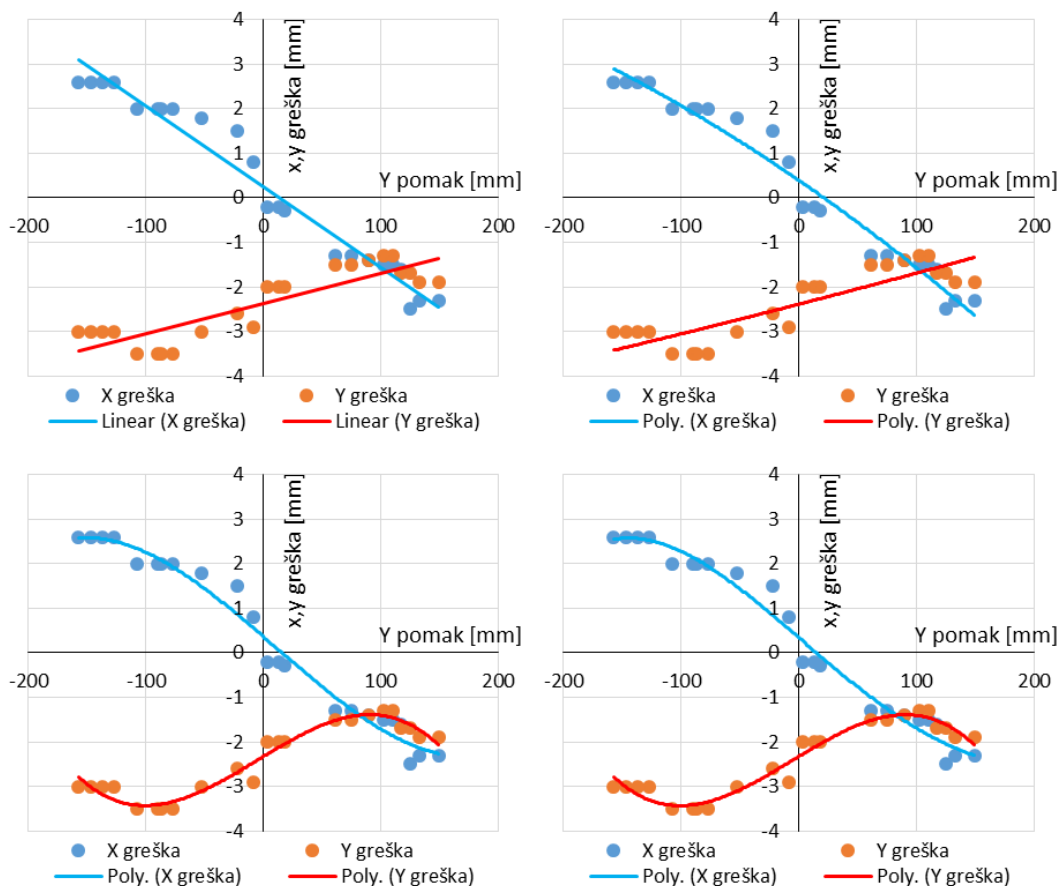 4
3
2
1
0
-1
-2
-3
-4
-200
-100
0
100
200
x,y greška [mm]
Y pomak [mm]
X greška
Y greška
Linear (X greška)
Linear (Y greška)
4
3
2
1
0
-1
-2
-3
-4
-200
-100
0
100
200
x,y greška [mm]
Y pomak [mm]
X greška
Y greška
Poly. (X greška)
Poly. (Y greška)
4
3
2
1
0
-1
-2
-3
-4
-200
-100
0
100
200
x,y greška [mm]
Y pomak [mm]
X greška
Y greška
Poly. (X greška)
Poly. (Y greška)
4
3
2
1
0
-1
-2
-3
-4
-200
-100
0
100
200
x,y greška [mm]
Y pomak [mm]
X greška
Y greška
Poly. (X greška)
Poly. (Y greška)